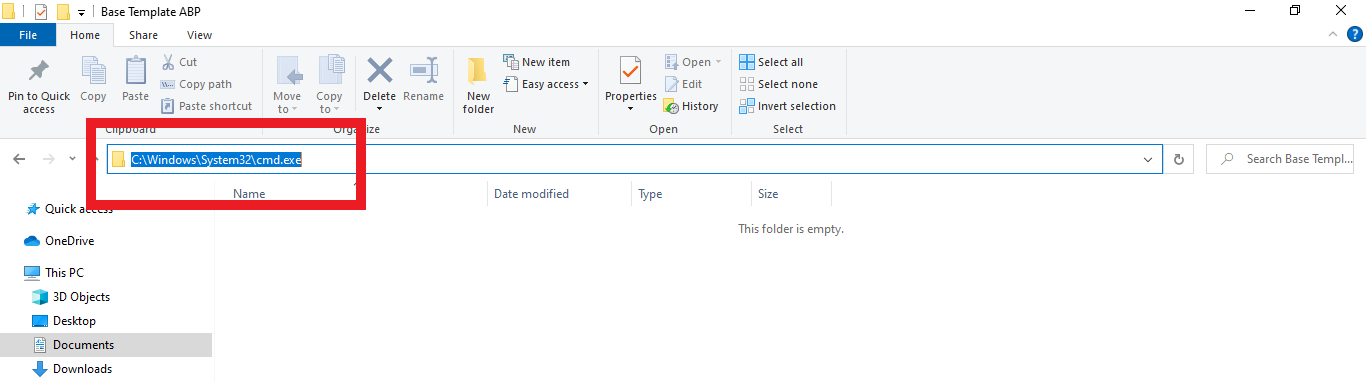 Base Template ABP
File Home Share View
Pin to Quick access
Copy
Paste
Cut
Copy path
Paste shortcut
Clipboard
Move to
Copy to
Delete
Rename
Organize
New folder
New item
Easy access
New
Properties
Open
Edit
History
Open
Select all
Select none
Invert selection
Select
C:\Windows\System32\cmd.exe
Search Base Templ...
Name Date modified Type Size
This folder is empty.
Quick access
OneDrive
This PC
3D Objects
Desktop
Documents
Downloads